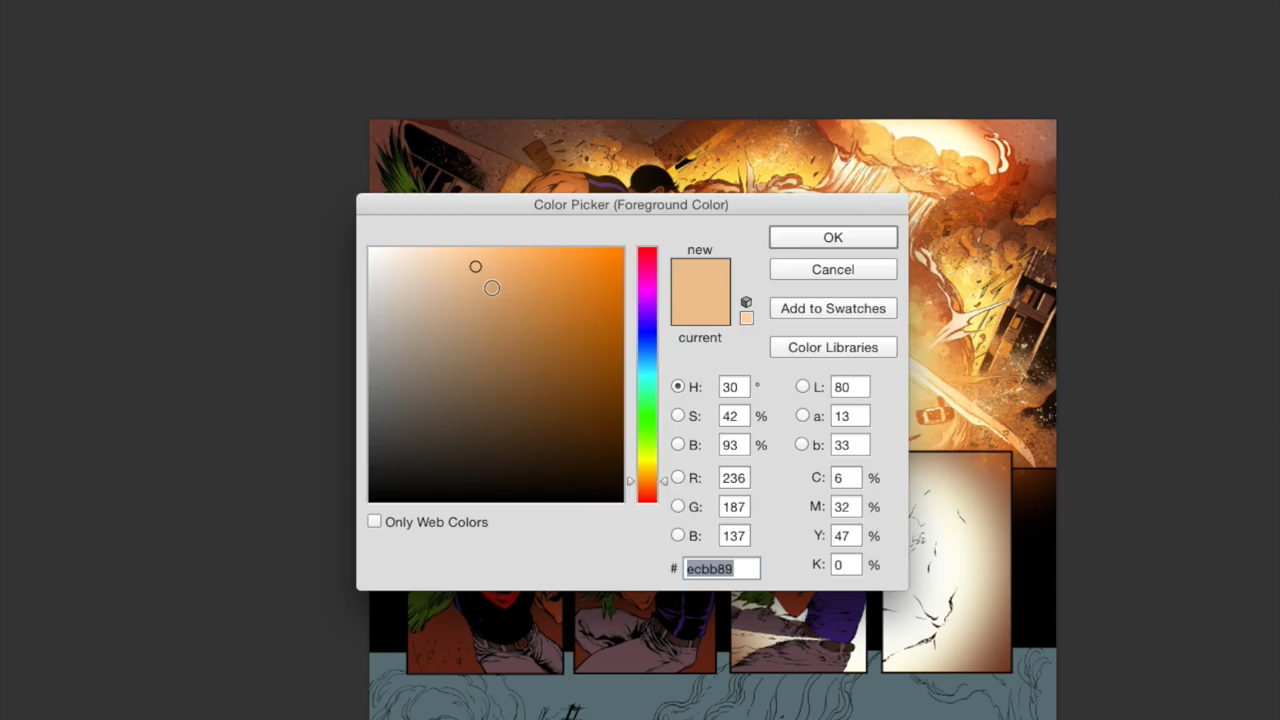 Color Picker (Foreground Color)
new
current
OK
Cancel
Add to Swatches
Color Libraries
H: 30 °
S: 42 %
B: 93 %
R: 236
G: 187
B: 137
# ecbb89
L: 80
a: 13
b: 33
C: 6 %
M: 32 %
Y: 47 %
K: 0 %
Only Web Colors